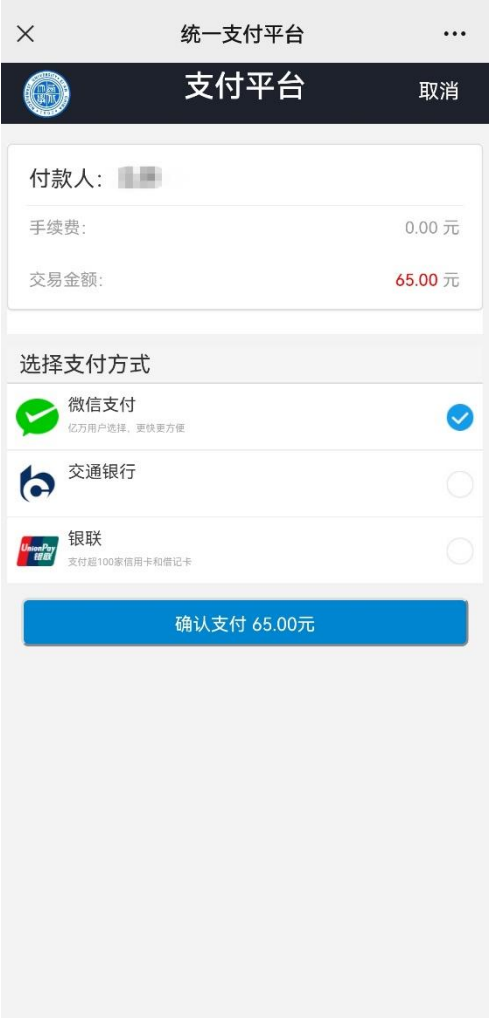 统一支付平台
支付平台
取消
付款人：
手续费： 0.00 元
交易金额： 65.00 元
选择支付方式
微信支付
亿万用户选择，更快更方便
交通银行
UnionPay
银联
银联
支付超100家信用卡和借记卡
确认支付 65.00元